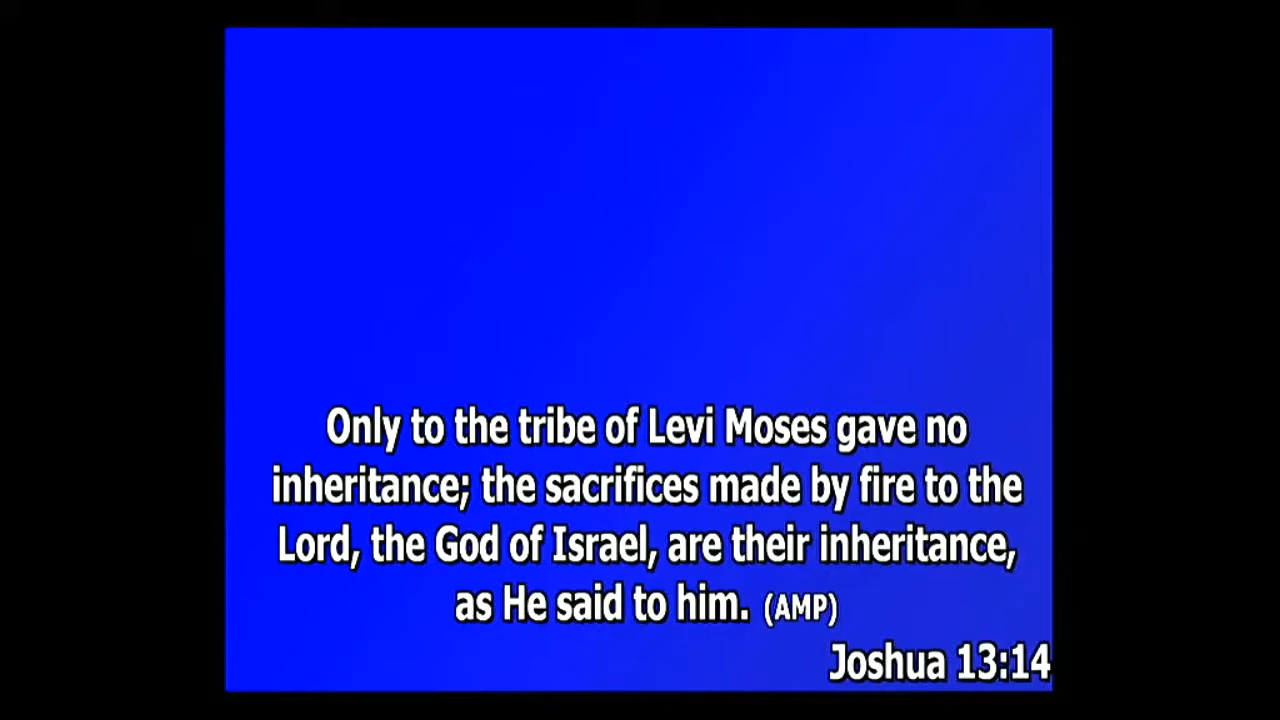 Only to the tribe of Levi Moses gave no
inheritance; the sacrifices made by fire to the
Lord, the God of Israel, are their inheritance,
as He said to him. (AMP)
Joshua 13:14